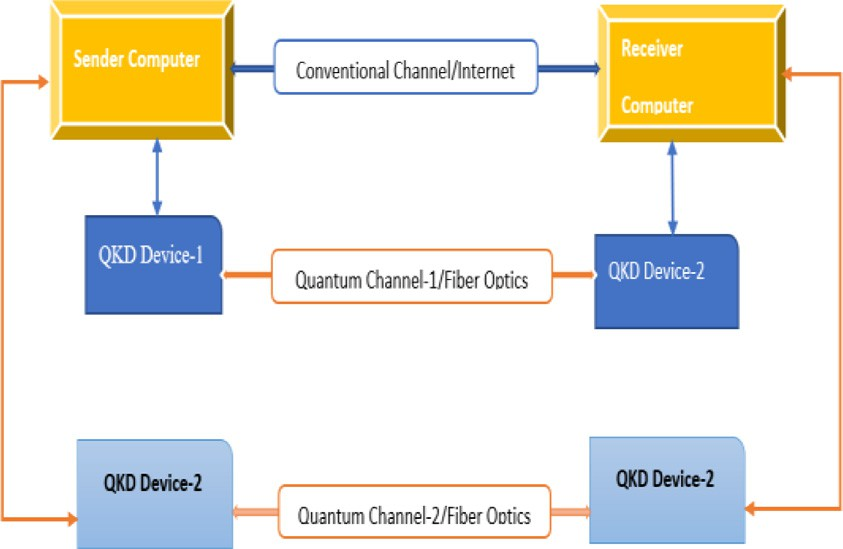 Sender Computer
Conventional Channel/Internet
Receiver
Computer
QKD Device-1
Quantum Channel-1/Fiber Optics
QKD Device-2
QKD Device-2
Quantum Channel-2/Fiber Optics
QKD Device-2